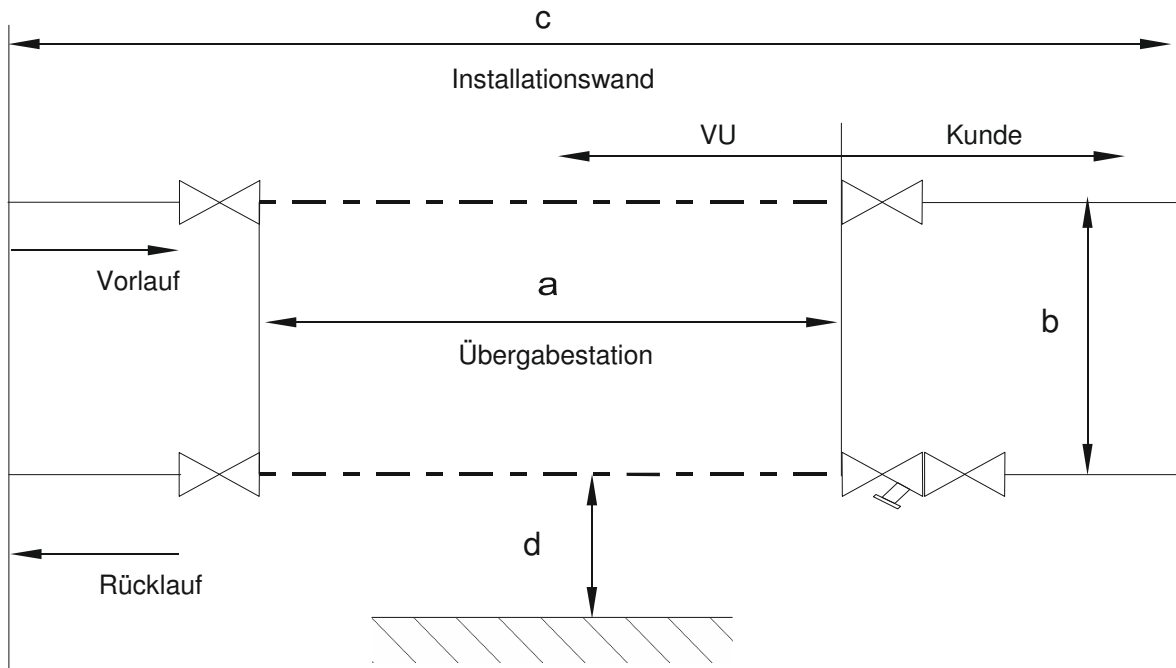 c
Installationswand
VU
Kunde
Vorlauf
a
b
Übergabestation
d
Rücklauf